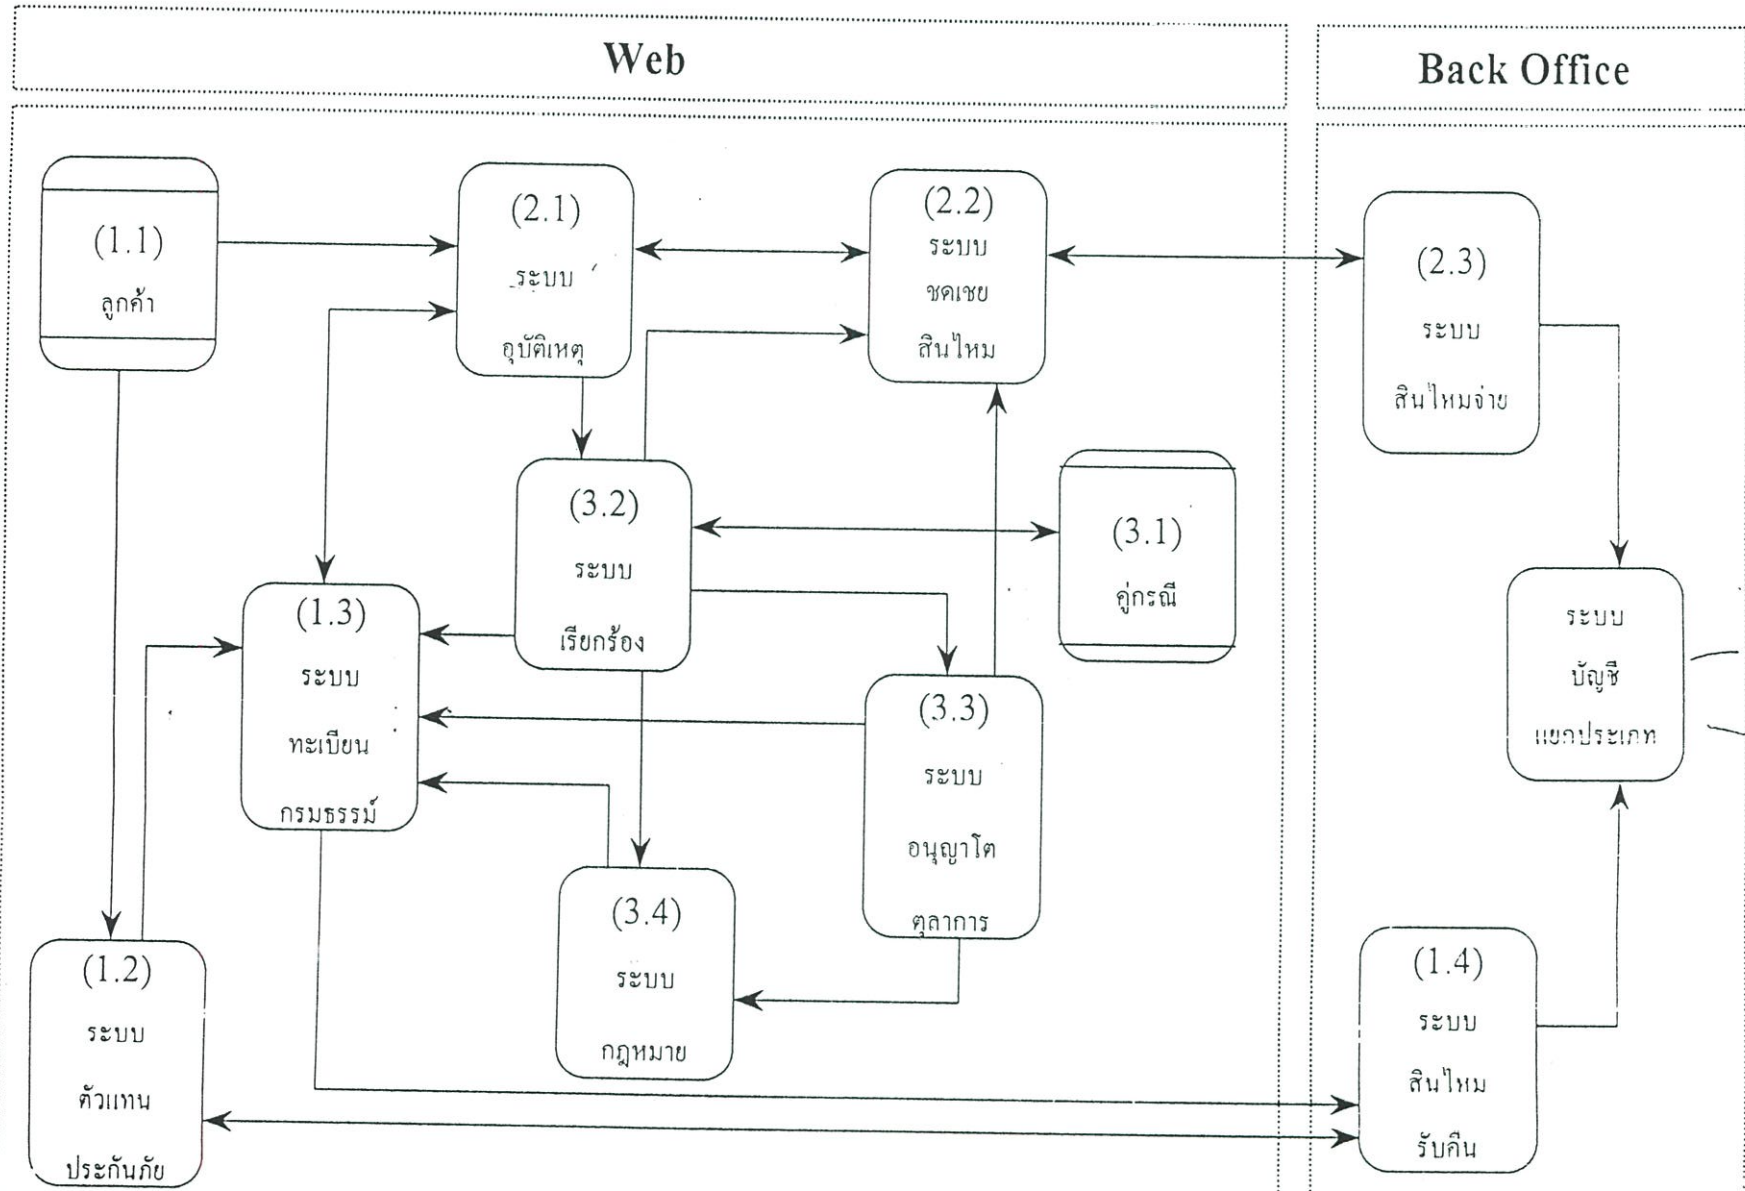 Web
Back Office
(1.1)
ลูกค้า
(2.1)
ระบบ
อุบัติเหตุ
(2.2)
ระบบ
ชดเชย
สินไหม
(2.3)
ระบบ
สินไหมจ่าย
(3.2)
ระบบ
เรียกร้อง
(3.1)
คู่กรณี
(1.3)
ระบบ
ทะเบียน
กรมธรรม์
(3.3)
ระบบ
อนุญาโต
ตุลาการ
ระบบ
บัญชี
แยกประเภท
(3.4)
ระบบ
กฎหมาย
(1.2)
ระบบ
ตัวแทน
ประกันภัย
(1.4)
ระบบ
สินไหม
รับคืน